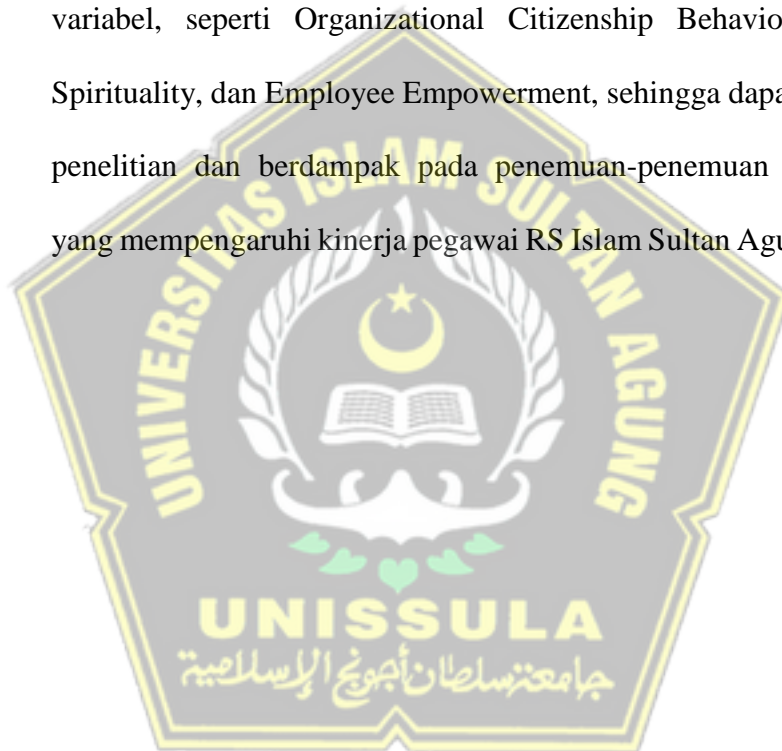 variabel, seperti Organizational Citizenship Behavio
Spirituality, dan Employee Empowerment, sehingga dapa
penelitian dan berdampak pada penemuan-penemuan
yang mempengaruhi kinerja pegawai RS Islam Sultan Agu
UNIVERSITAS ISLAM SULTAN AGUNG
UNISSULA
جامعة سلطان أجونج الإسلامية